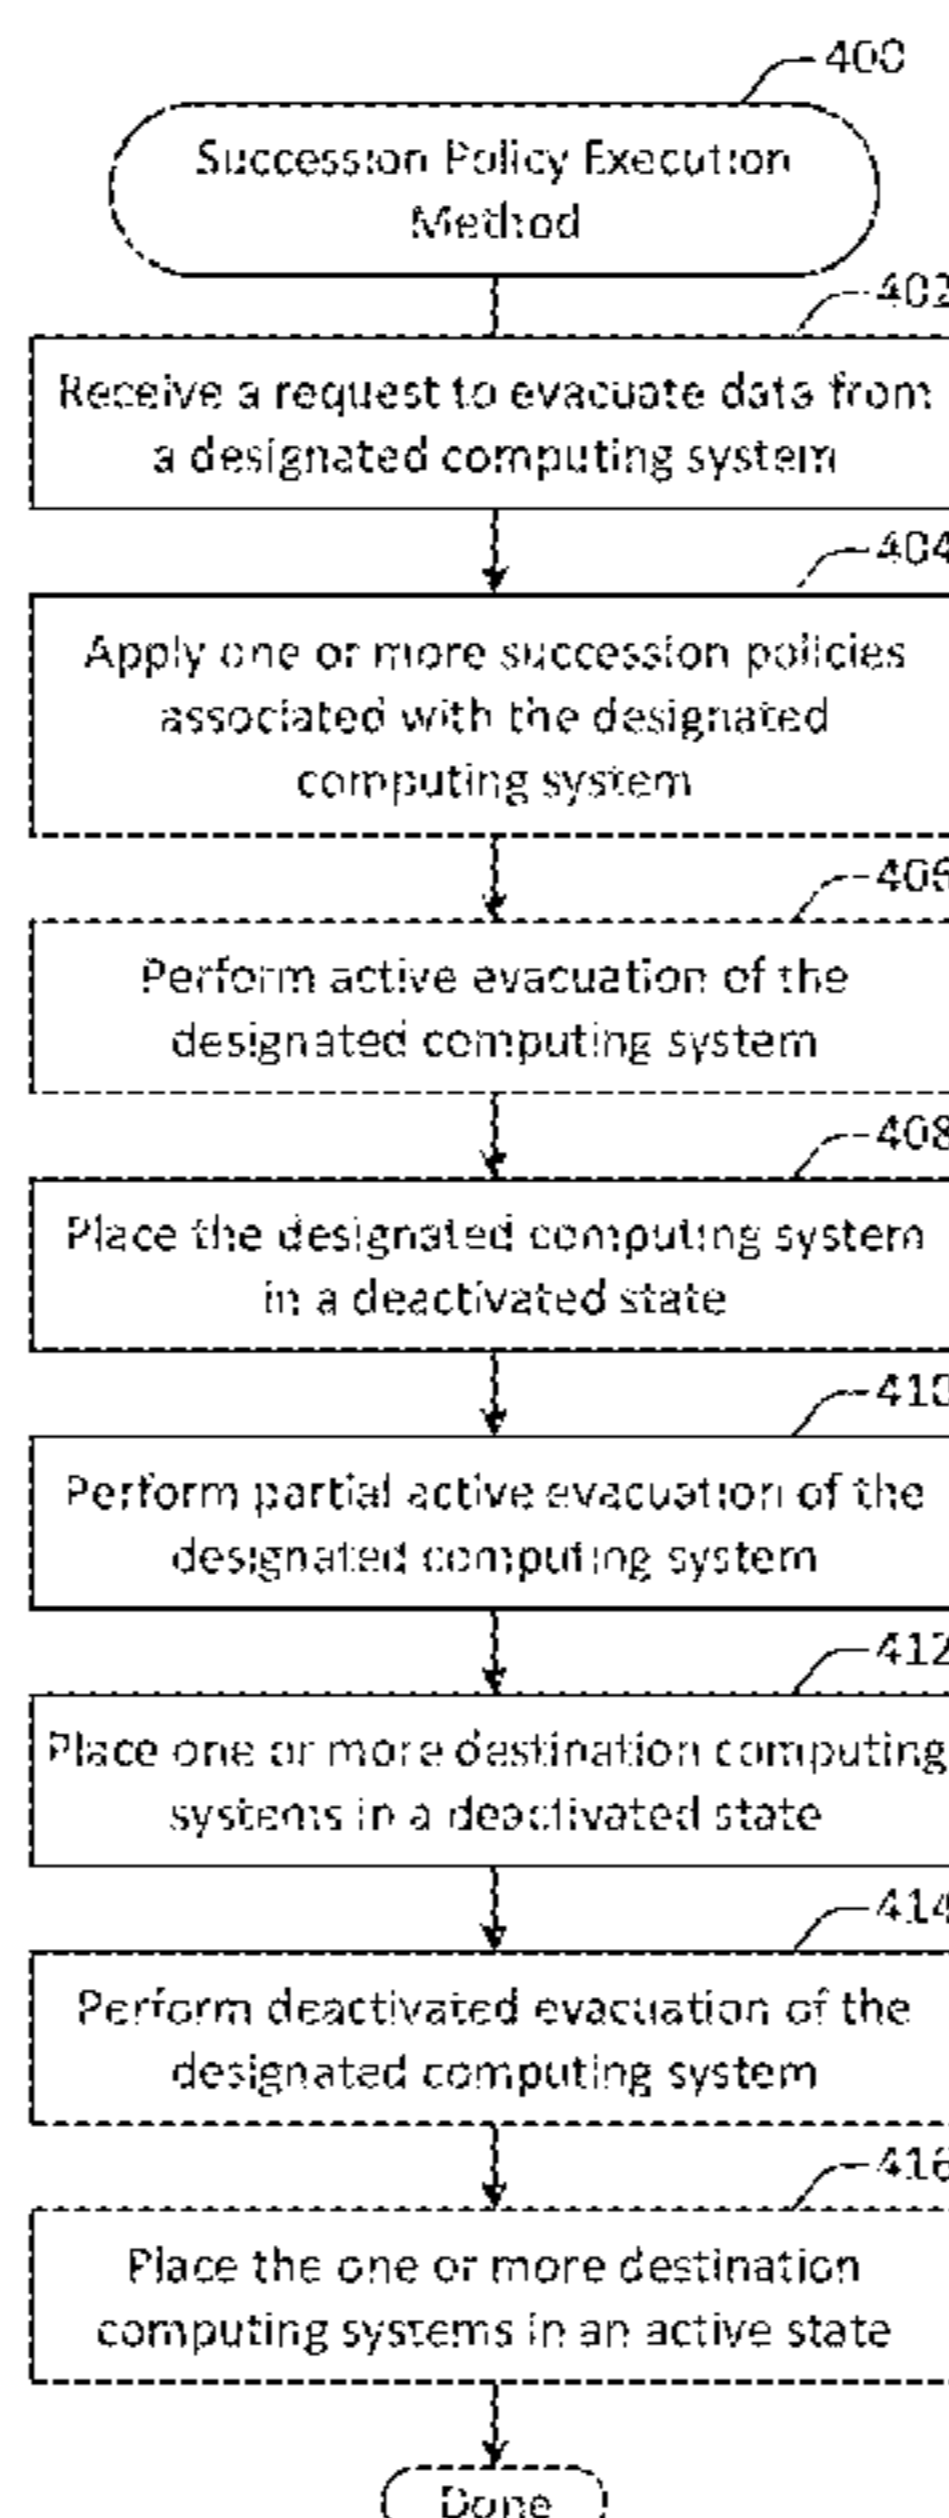 400
Succession Policy Execution
Method
402
Receive a request to evacuate data from
a designated computing system
404
Apply one or more succession policies
associated with the designated
computing system
406
Perform active evacuation of the
designated computing system
408
Place the designated computing system
in a deactivated state
410
Perform partial active evacuation of the
designated computing system
412
Place one or more destination computing
systems in a deactivated state
414
Perform deactivated evacuation of the
designated computing system
416
Place the one or more destination
computing systems in an active state
Done